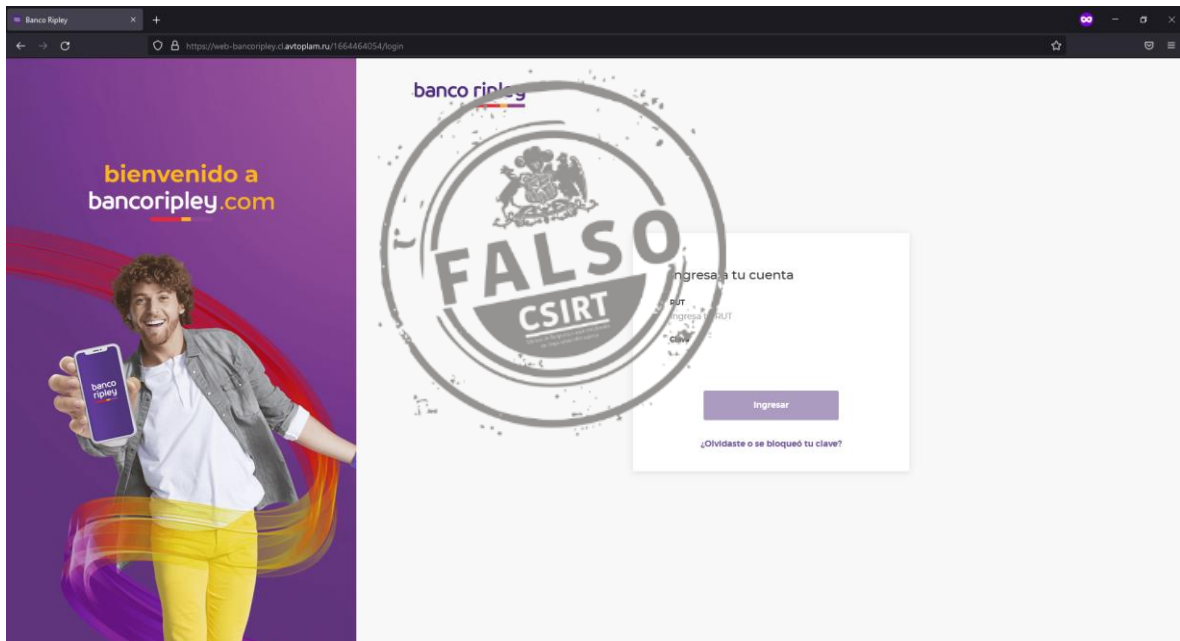 Banco Ripley
https://web-bancoripley.cl.avtoplam.ru/1664464054/login
banco ripley
bienvenido a
bancoripley.com
banco
ripley
FALSO
CSIRT
Ingresa a tu cuenta
RUT
Ingresa tu RUT
Clave
Ingresar
¿Olvidaste o se bloqueó tu clave?